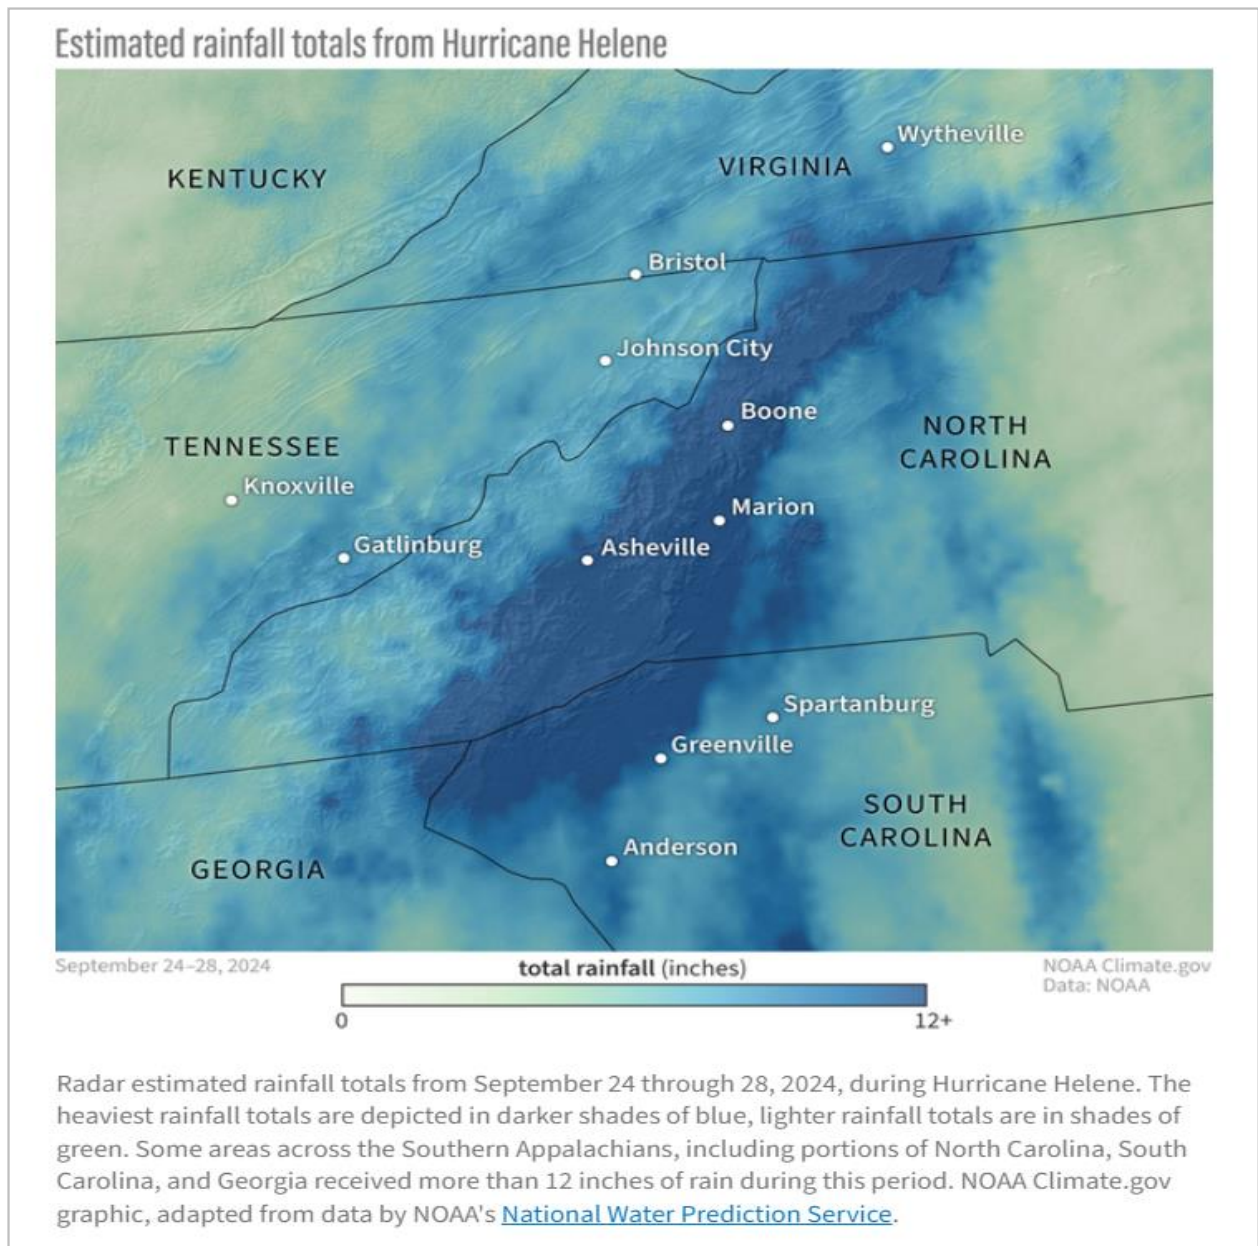 Estimated rainfall totals from Hurricane Helene
Wytheville
KENTUCKY
VIRGINIA
Bristol
Johnson City
Boone
NORTH
CAROLINA
TENNESSEE
Knoxville
Marion
Gatlinburg
Asheville
Spartanburg
Greenville
SOUTH
CAROLINA
Anderson
GEORGIA
September 24–28, 2024
total rainfall (inches)
NOAA Climate.gov
Data: NOAA
0
12+
Radar estimated rainfall totals from September 24 through 28, 2024, during Hurricane Helene. The
heaviest rainfall totals are depicted in darker shades of blue, lighter rainfall totals are in shades of
green. Some areas across the Southern Appalachians, including portions of North Carolina, South
Carolina, and Georgia received more than 12 inches of rain during this period. NOAA Climate.gov
graphic, adapted from data by NOAA's National Water Prediction Service.